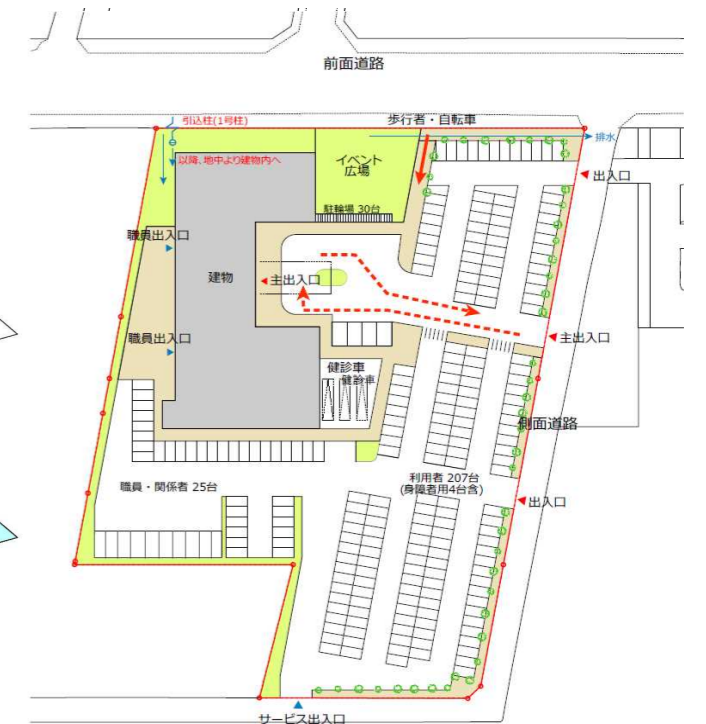 前面道路
引込柱(1号柱)
歩行者・自転車
排水
以降、地中より建物内へ
イベント
広場
出入口
駐輪場 30台
職員出入口
建物
主出入口
職員出入口
主出入口
健診車
健診車
側面道路
利用者 207台
(身障者用4台含)
職員・関係者 25台
出入口
サービス出入口